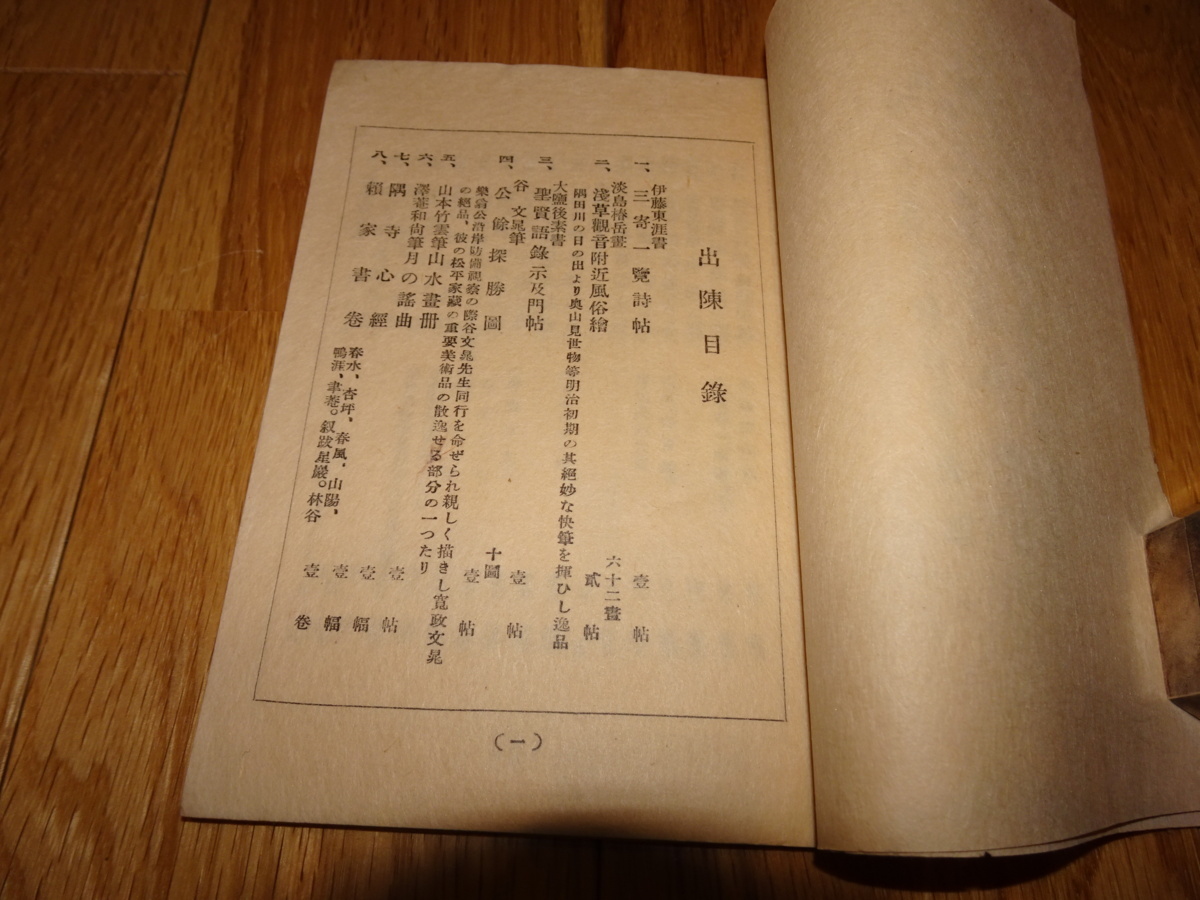 出陳目錄
伊藤東涯書
一、三寄一覽詩帖 壹帖
淡島椿岳畫 六十二畫
二、淺草觀音附近風俗繪 貳帖
隅田川の日の出より奥山見世物等明治初期の其絕妙な快筆を揮ひし逸品
大鹽後素書
三、聖賢語錄示及門帖 壹帖
谷文晁筆 十圖
四、公餘探勝圖 壹帖
樂翁公沿岸防備視察の際谷文晁先生同行を命ぜられ親しく描きし寬政文晁
の絕品、彼の松平家藏の重要美術品の散逸せる部分の一つたり
五、山本竹雲筆山水畫册 壹帖
六、澤菴和尙筆月の謠曲 壹幅
七、隅寺心經 壹幅
八、賴家書卷 春水、杏坪、春風、山陽、鴨涯、聿菴。叙跋星巖。林谷 壹卷
(一)